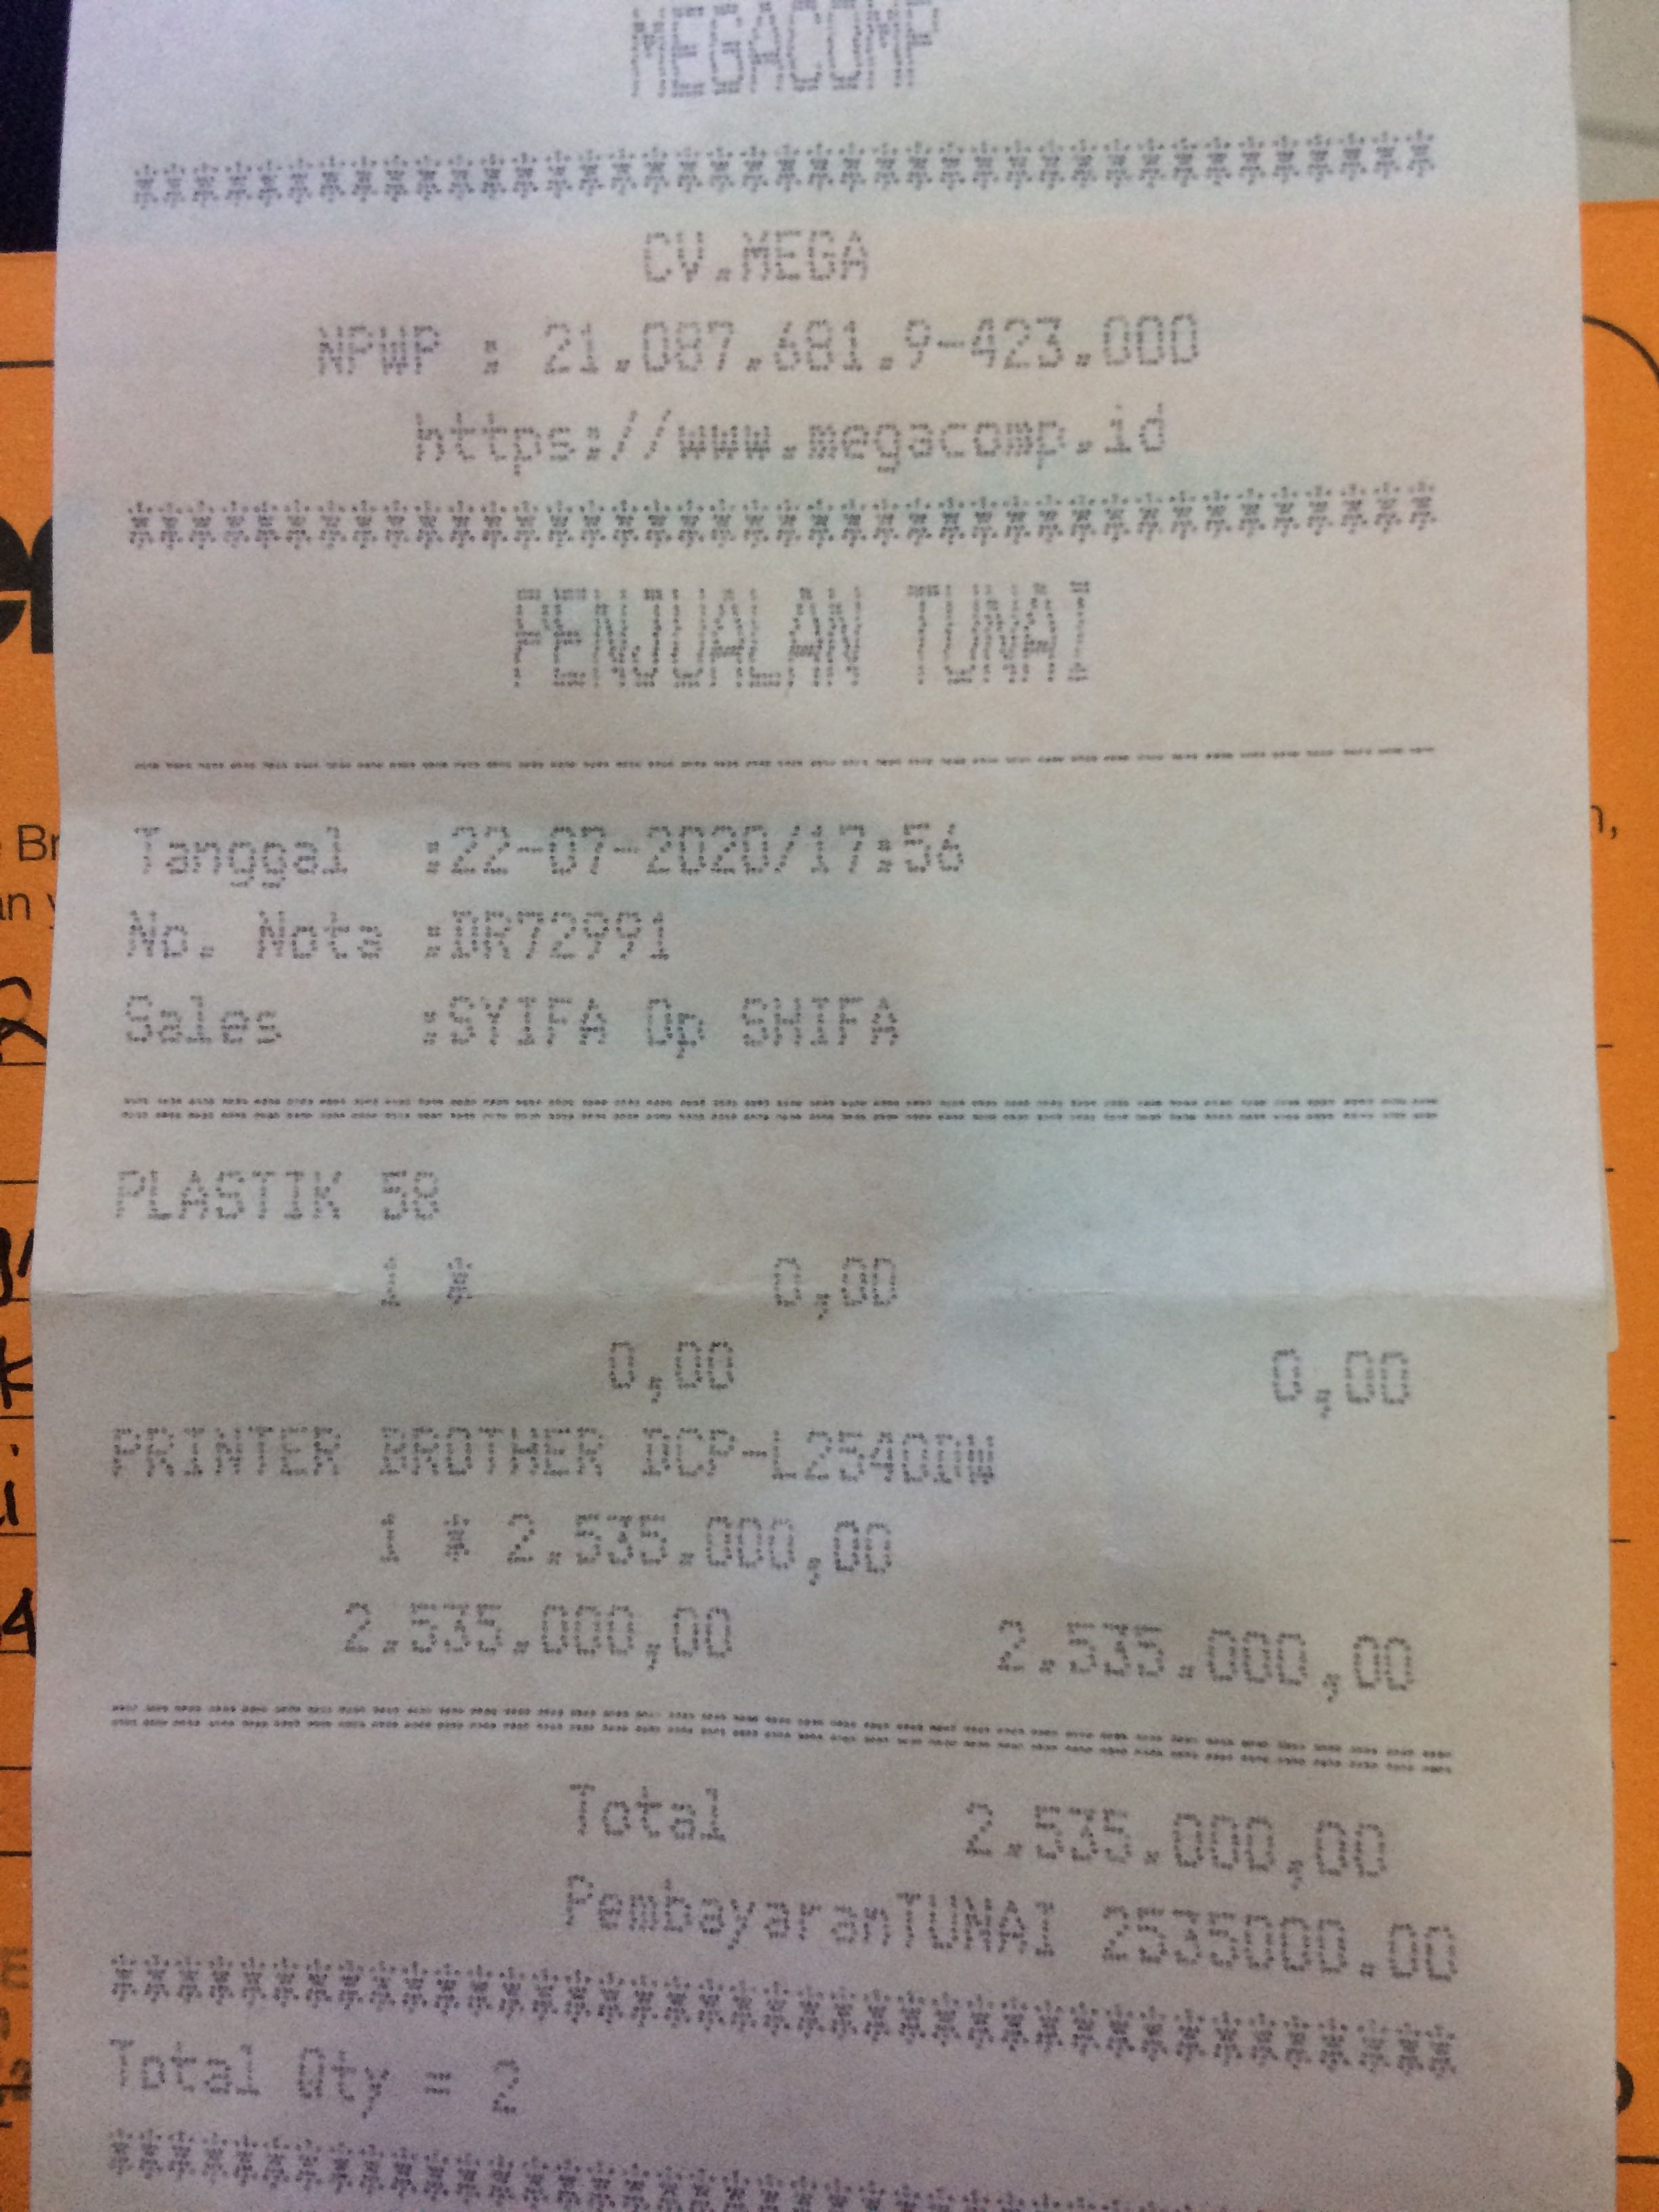 MEGACOMP
****************************************
CV.MEGA
NPWP : 21.087.681.9-423.000
https://www.megacomp.id
****************************************
PENJUALAN TUNAI
----------------------------------------
Tanggal :22-07-2020/17:56
No. Nota :DR72991
Sales :SYIFA Op SHIFA
========================================
PLASTIK 58
1 * 0,00
0,00 0,00
PRINTER BROTHER DCP-L2540DW
1 * 2.535.000,00
2.535.000,00 2.535.000,00
========================================
Total 2.535.000,00
PembayaranTUNAI 2535000.00
****************************************
Total Qty = 2
****************************************